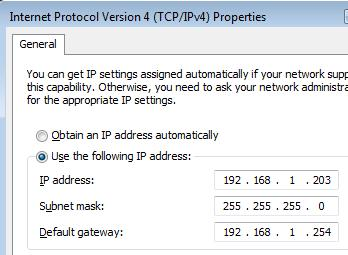 Internet Protocol Version 4 (TCP/IPv4) Properties
General
You can get IP settings assigned automatically if your network supp
this capability. Otherwise, you need to ask your network administra
for the appropriate IP settings.
Obtain an IP address automatically
Use the following IP address:
IP address: 192 . 168 . 1 . 203
Subnet mask: 255 . 255 . 255 . 0
Default gateway: 192 . 168 . 1 . 254